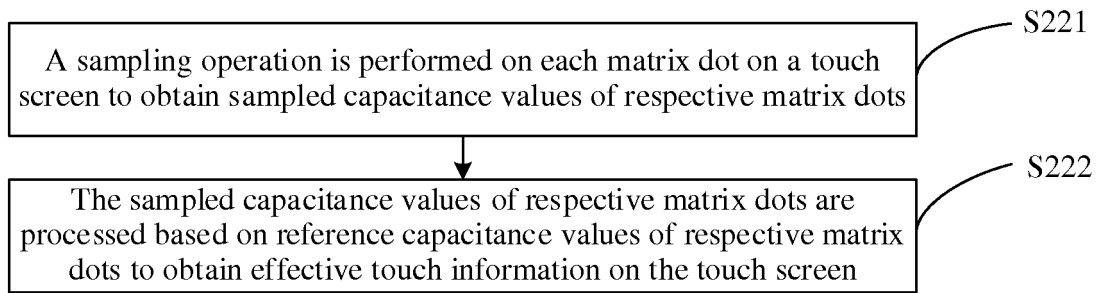 S221
A sampling operation is performed on each matrix dot on a touch
screen to obtain sampled capacitance values of respective matrix dots
S222
The sampled capacitance values of respective matrix dots are
processed based on reference capacitance values of respective matrix
dots to obtain effective touch information on the touch screen